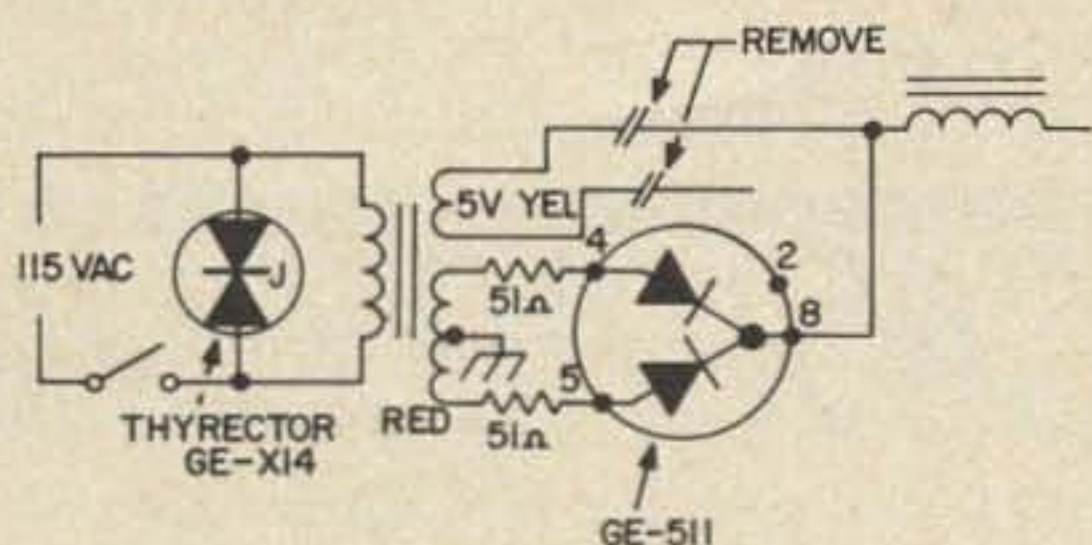 REMOVE
5V YEL
115 VAC
J
4
2
51Ω
8
5
RED
51Ω
THYRECTOR
GE-X14
GE-511